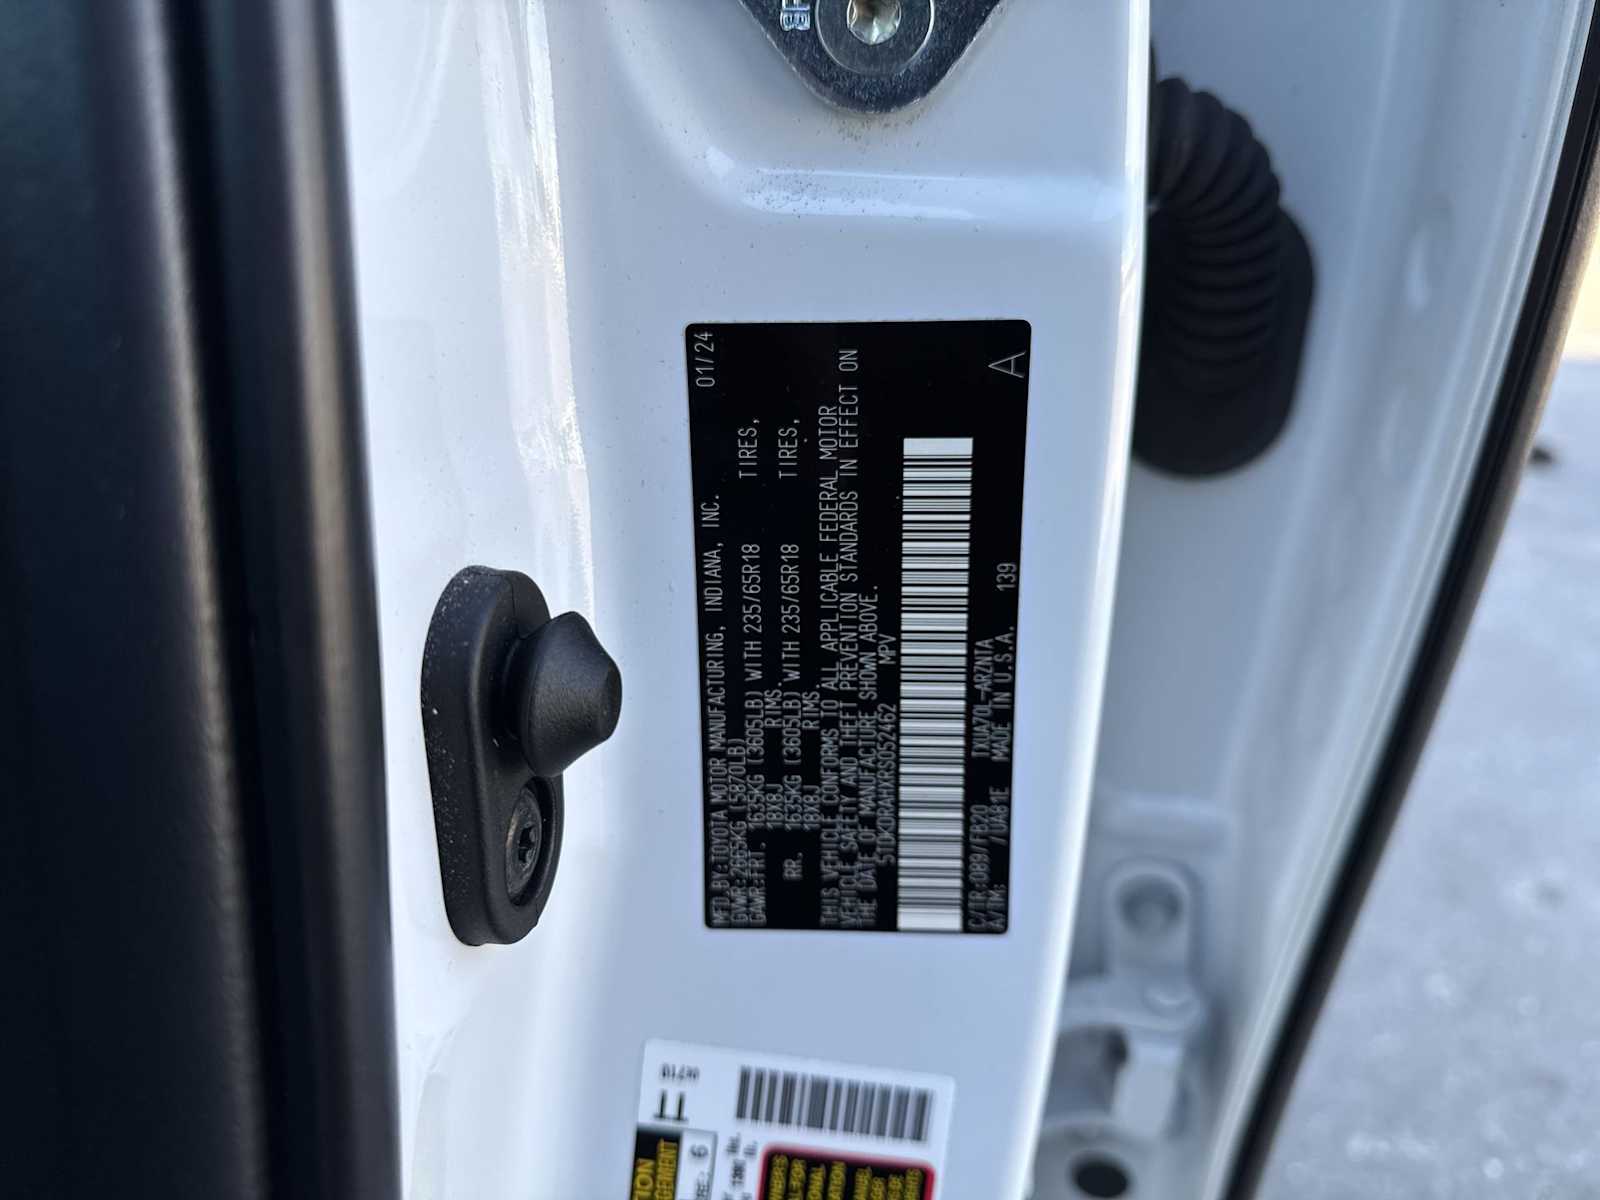 MFD.BY:TOYOTA MOTOR MANUFACTURING, INDIANA, INC. 01/24
GVWR:2665KG (5870LB)
GAWR:FRT. 1635KG (3605LB) WITH 235/65R18 TIRES,
18X8J RIMS.
RR. 1635KG (3605LB) WITH 235/65R18 TIRES,
18X8J RIMS.
THIS VEHICLE CONFORMS TO ALL APPLICABLE FEDERAL MOTOR
VEHICLE SAFETY AND THEFT PREVENTION STANDARDS IN EFFECT ON
THE DATE OF MANUFACTURE SHOWN ABOVE.
5TDKDRAHXRS052462 MPV
C/TR:089/FB20 TXUA70L-ARZNTA
/UA81E MADE IN U.S.A. 139
A
6